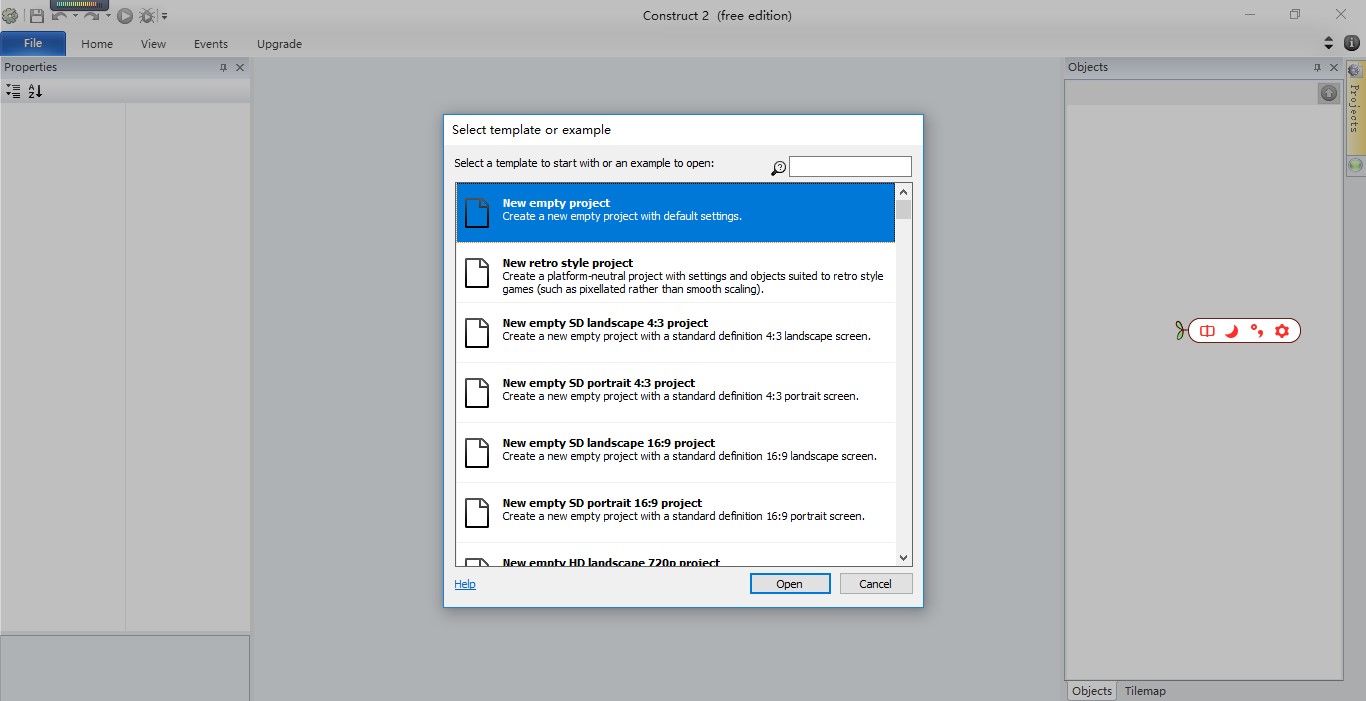 Construct 2  (free edition)
File
Home
View
Events
Upgrade
Properties
Objects
Projects
Select template or example
Select a template to start with or an example to open:
New empty project
Create a new empty project with default settings.
New retro style project
Create a platform-neutral project with settings and objects suited to retro style
games (such as pixellated rather than smooth scaling).
New empty SD landscape 4:3 project
Create a new empty project with a standard definition 4:3 landscape screen.
New empty SD portrait 4:3 project
Create a new empty project with a standard definition 4:3 portrait screen.
New empty SD landscape 16:9 project
Create a new empty project with a standard definition 16:9 landscape screen.
New empty SD portrait 16:9 project
Create a new empty project with a standard definition 16:9 portrait screen.
New empty HD landscape 720p project
Help
Open
Cancel
Objects
Tilemap